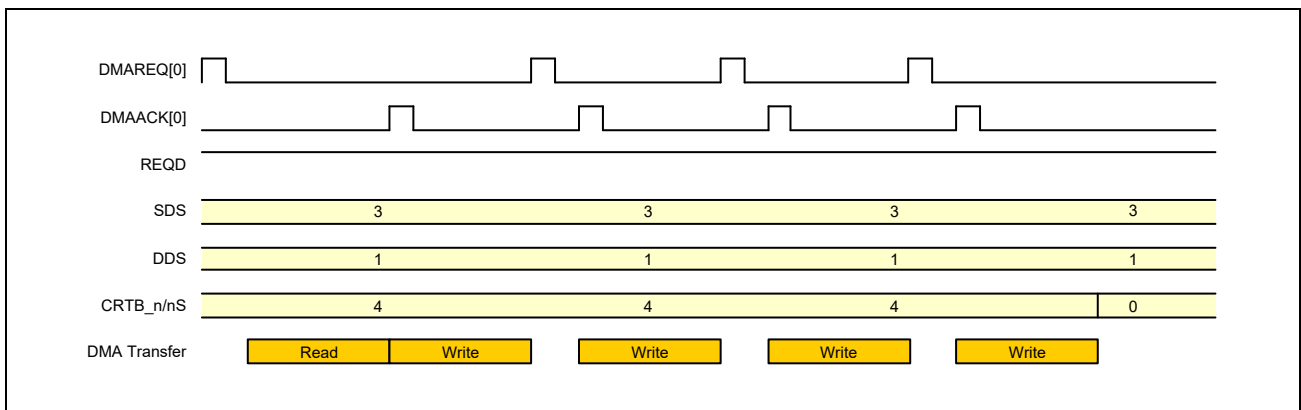 DMAREQ[0]
DMAACK[0]
REQD
SDS 3 3 3 3
DDS 1 1 1 1
CRTB_n/nS 4 4 4 0
DMA Transfer Read Write Write Write Write